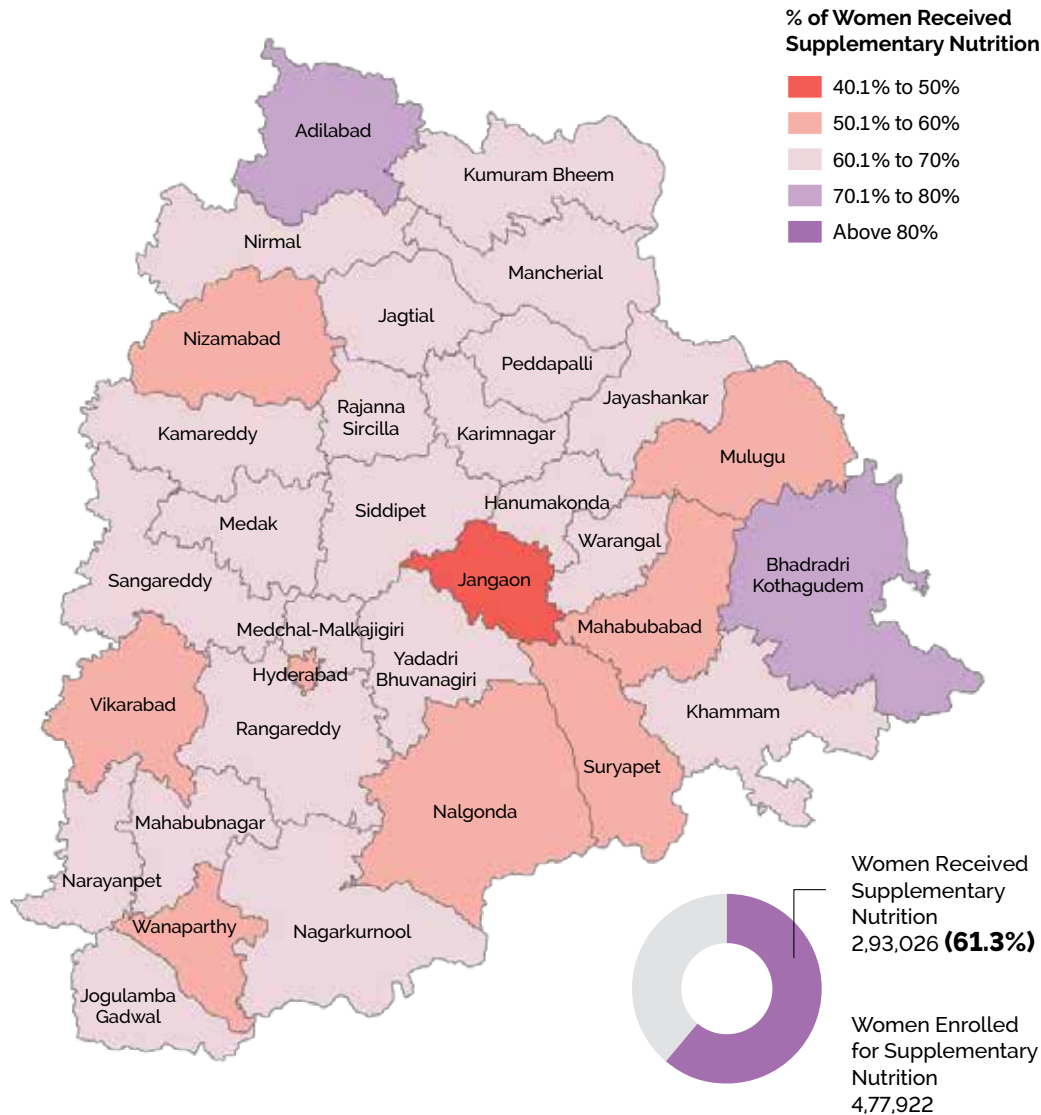 % of Women Received
Supplementary Nutrition
40.1% to 50%
50.1% to 60%
60.1% to 70%
70.1% to 80%
Above 80%
Adilabad
Kumuram Bheem
Nirmal
Mancherial
Jagtial
Nizamabad
Peddapalli
Jayashankar
Rajanna
Sircilla
Kamareddy
Karimnagar
Mulugu
Siddipet
Hanumakonda
Medak
Warangal
Bhadradri
Kothagudem
Sangareddy
Jangaon
Medchal-Malkajigiri
Mahabubabad
Yadadri
Bhuvanagiri
Hyderabad
Vikarabad
Khammam
Rangareddy
Suryapet
Nalgonda
Mahabubnagar
Narayanpet
Wanaparthy
Nagarkurnool
Jogulamba
Gadwal
Women Received
Supplementary
Nutrition
2,93,026 (61.3%)
Women Enrolled
for Supplementary
Nutrition
4,77,922